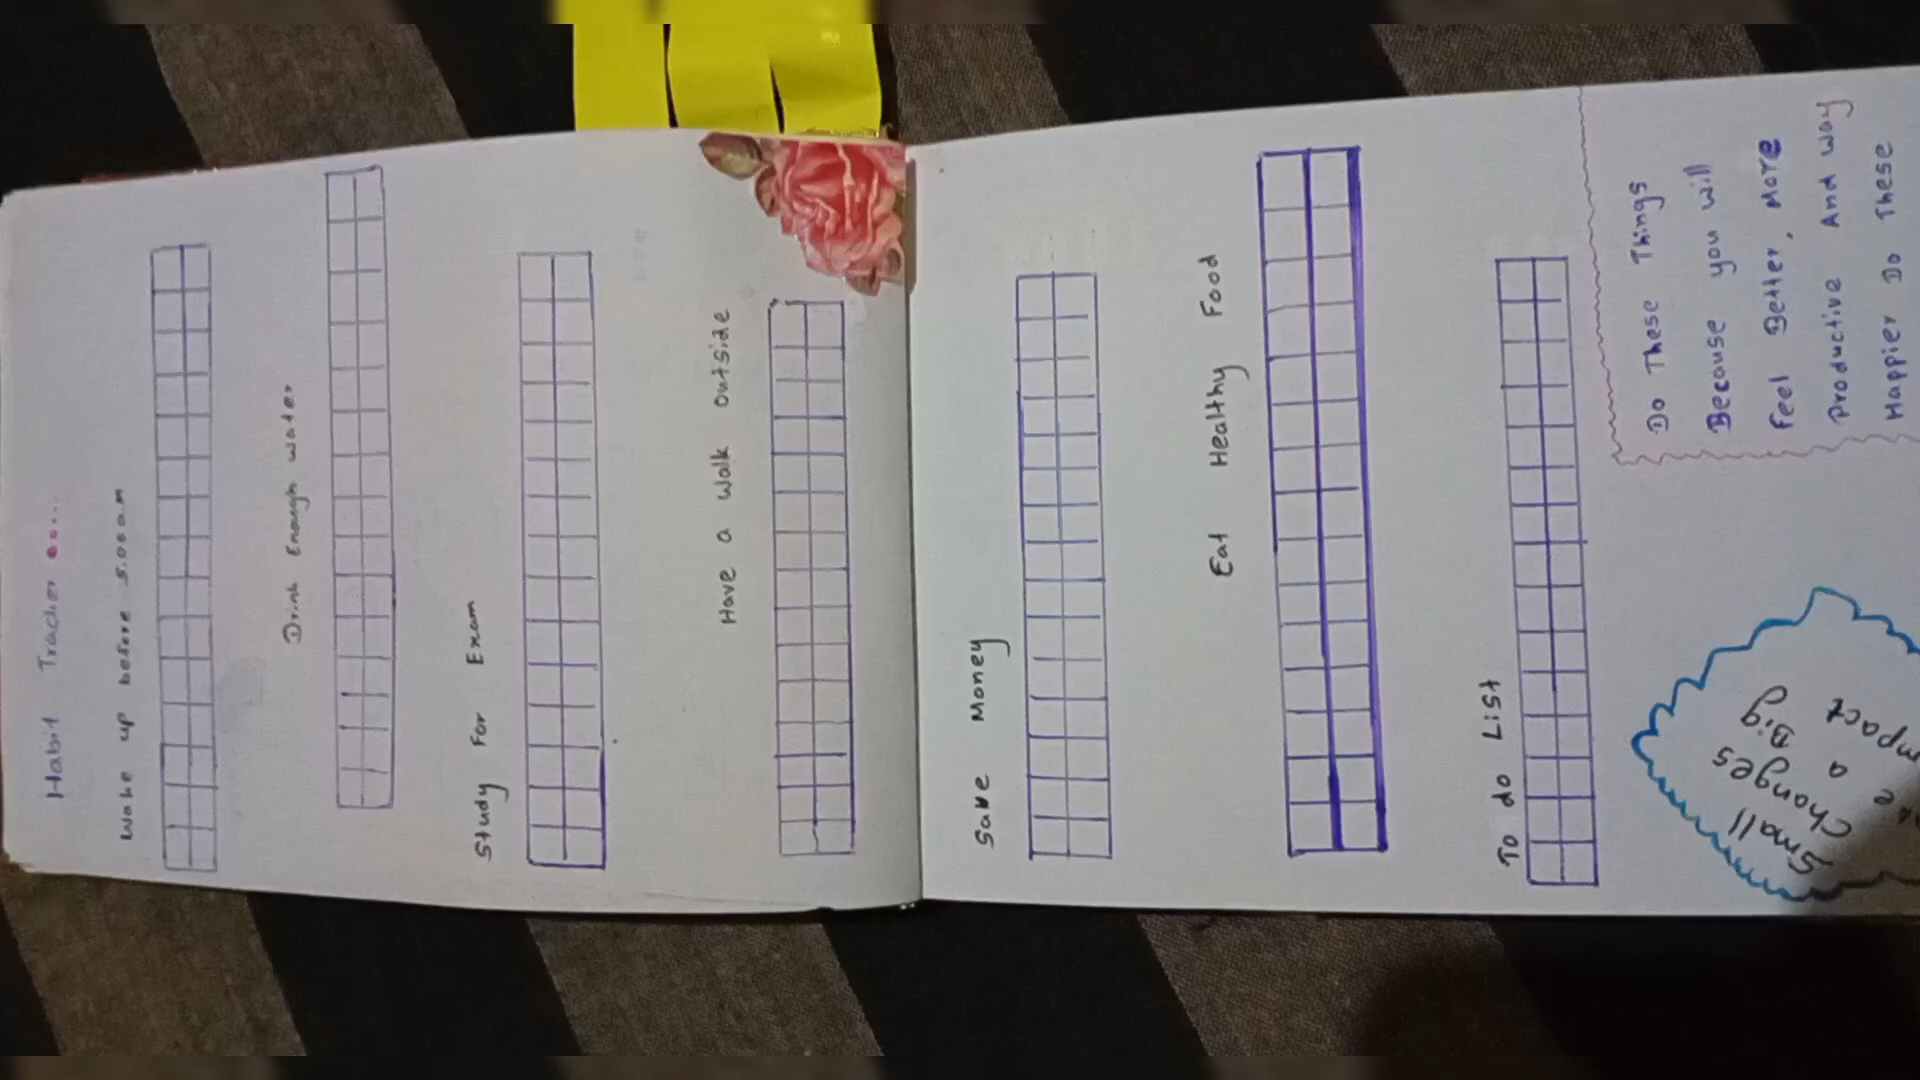 Habit Tracker
Wake up before 5.00 a.m
Drink Enough water
Study For Exam
Have a walk outside
Save Money
Eat Healthy Food
To do List
Do These Things
Because you will
Feel Better, More
Productive And way
Happier Do These
Small
Changes
a Big
mpact